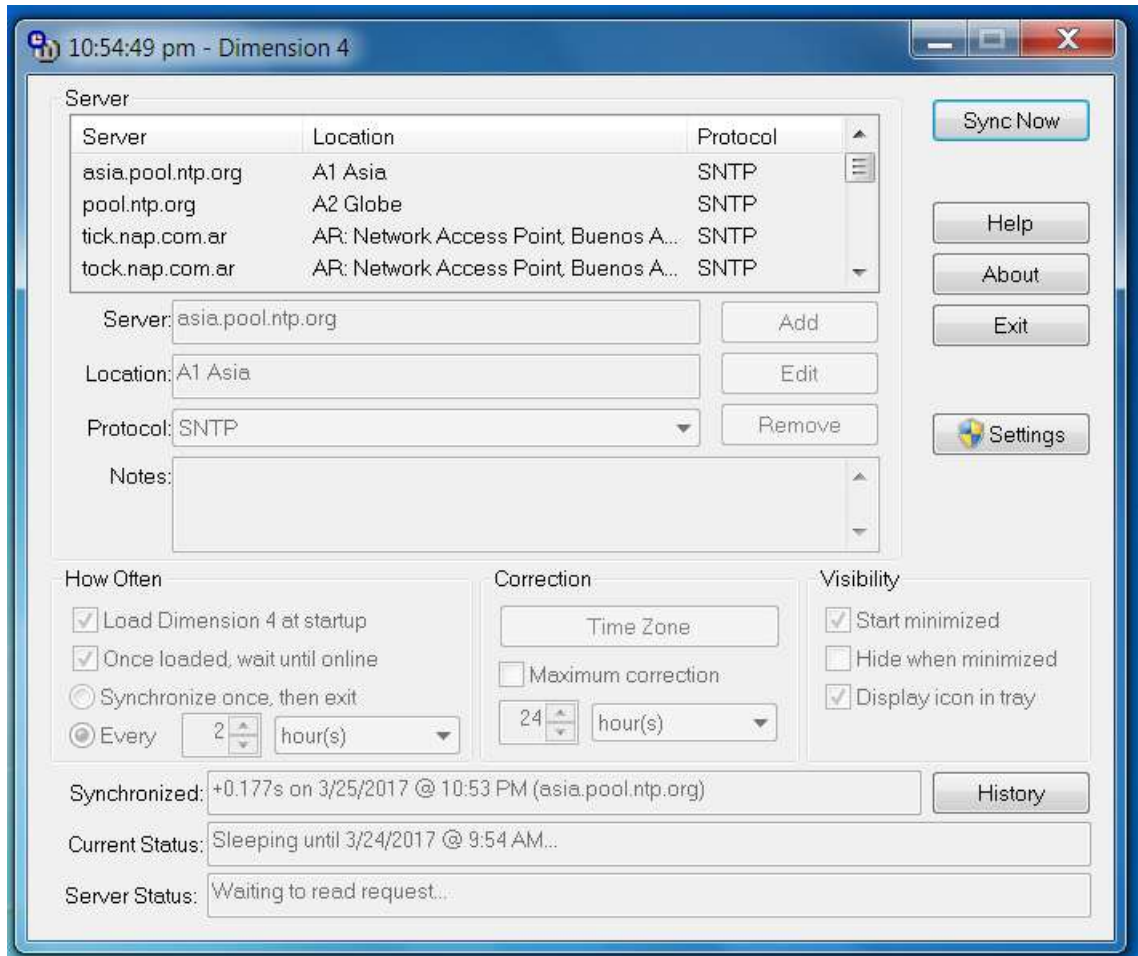 10:54:49 pm - Dimension 4
Server
Server Location Protocol
asia.pool.ntp.org A1 Asia SNTP
pool.ntp.org A2 Globe SNTP
tick.nap.com.ar AR: Network Access Point, Buenos A... SNTP
tock.nap.com.ar AR: Network Access Point, Buenos A... SNTP
Server: asia.pool.ntp.org Add
Location: A1 Asia Edit
Protocol: SNTP Remove
Notes:
Sync Now
Help
About
Exit
Settings
How Often
Load Dimension 4 at startup
Once loaded, wait until online
Synchronize once, then exit
Every 2 hour(s)
Correction
Time Zone
Maximum correction
24 hour(s)
Visibility
Start minimized
Hide when minimized
Display icon in tray
Synchronized: +0.177s on 3/25/2017 @ 10:53 PM (asia.pool.ntp.org) History
Current Status: Sleeping until 3/24/2017 @ 9:54 AM...
Server Status: Waiting to read request...